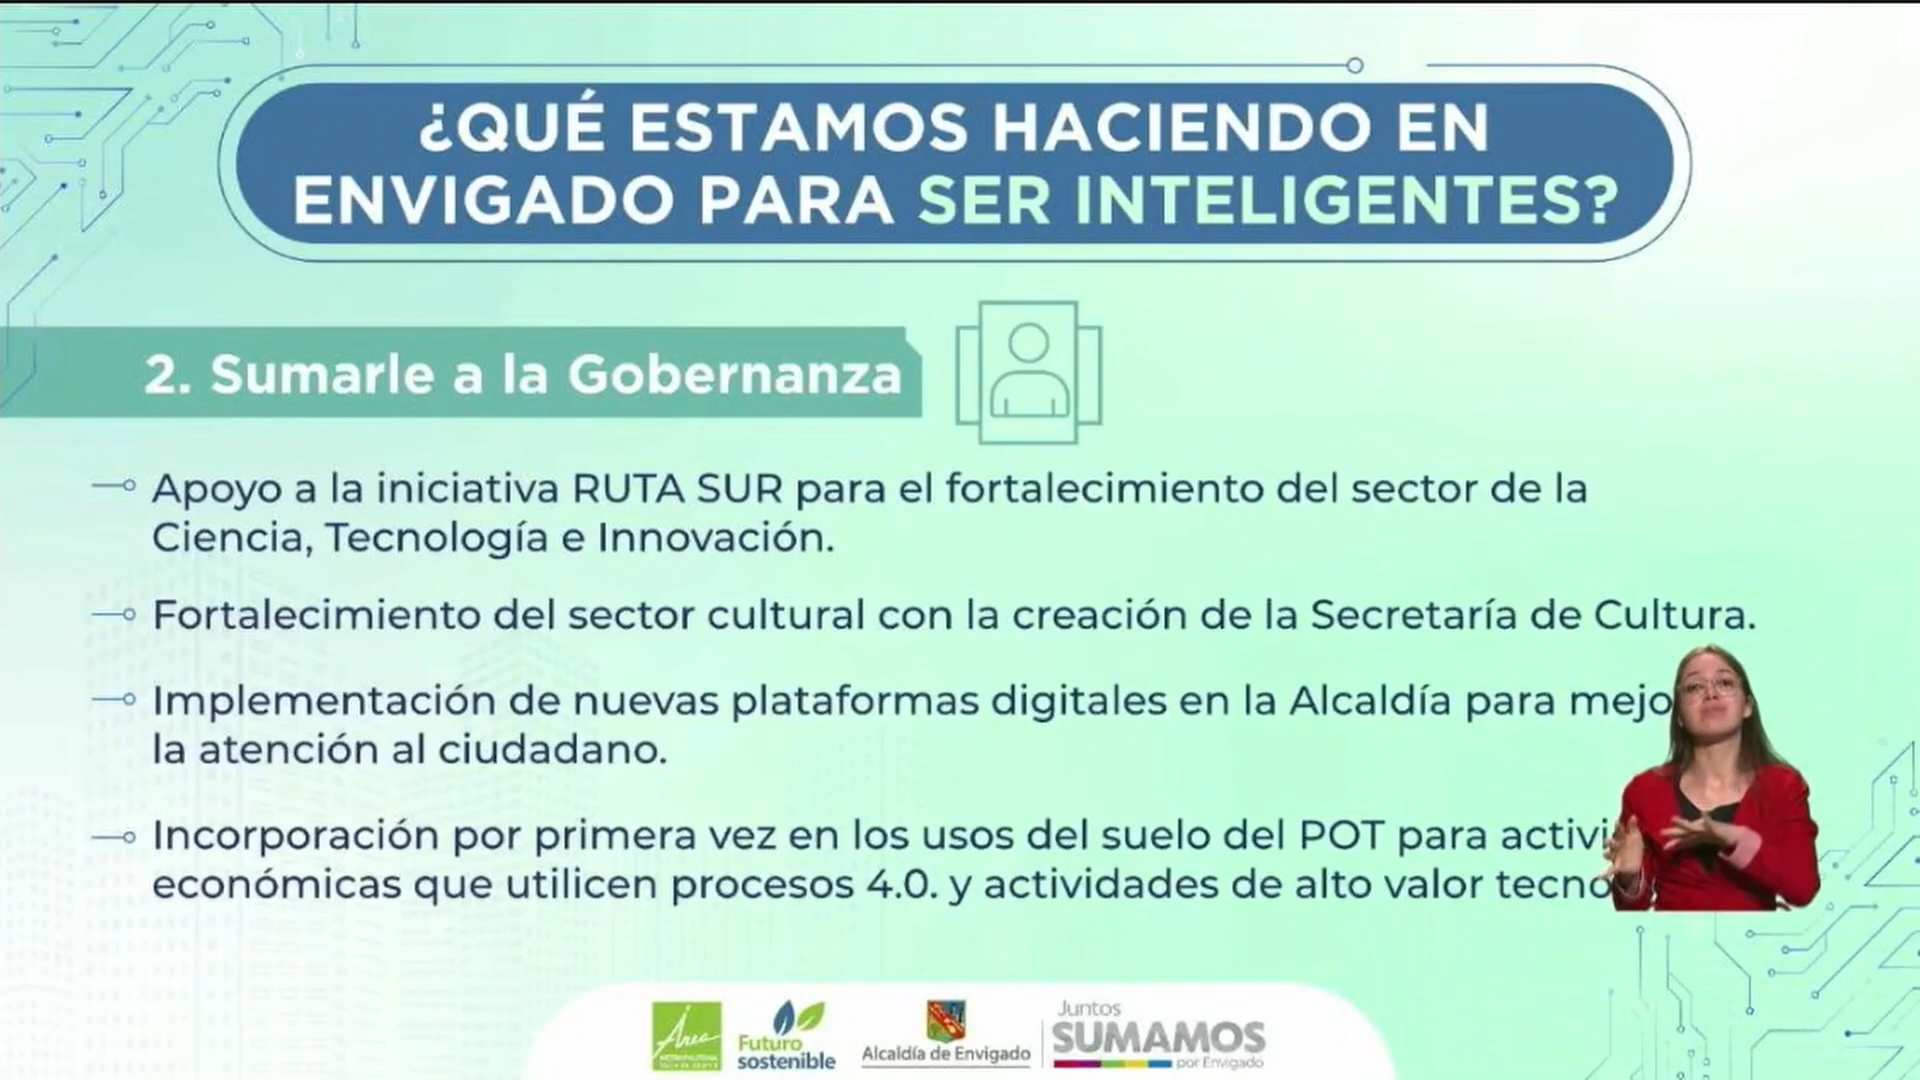 ¿QUÉ ESTAMOS HACIENDO EN
ENVIGADO PARA SER INTELIGENTES?
2. Sumarle a la Gobernanza
Apoyo a la iniciativa RUTA SUR para el fortalecimiento del sector de la
Ciencia, Tecnología e Innovación.
Fortalecimiento del sector cultural con la creación de la Secretaría de Cultura.
Implementación de nuevas plataformas digitales en la Alcaldía para
la atención al ciudadano.
Incorporación por primera vez en los usos del suelo del POT para
económicas que utilicen procesos 4.0. y actividades de alto valor
Área
Futuro
sostenible
Alcaldía de Envigado
Juntos
SUMAMOS
por Envigado